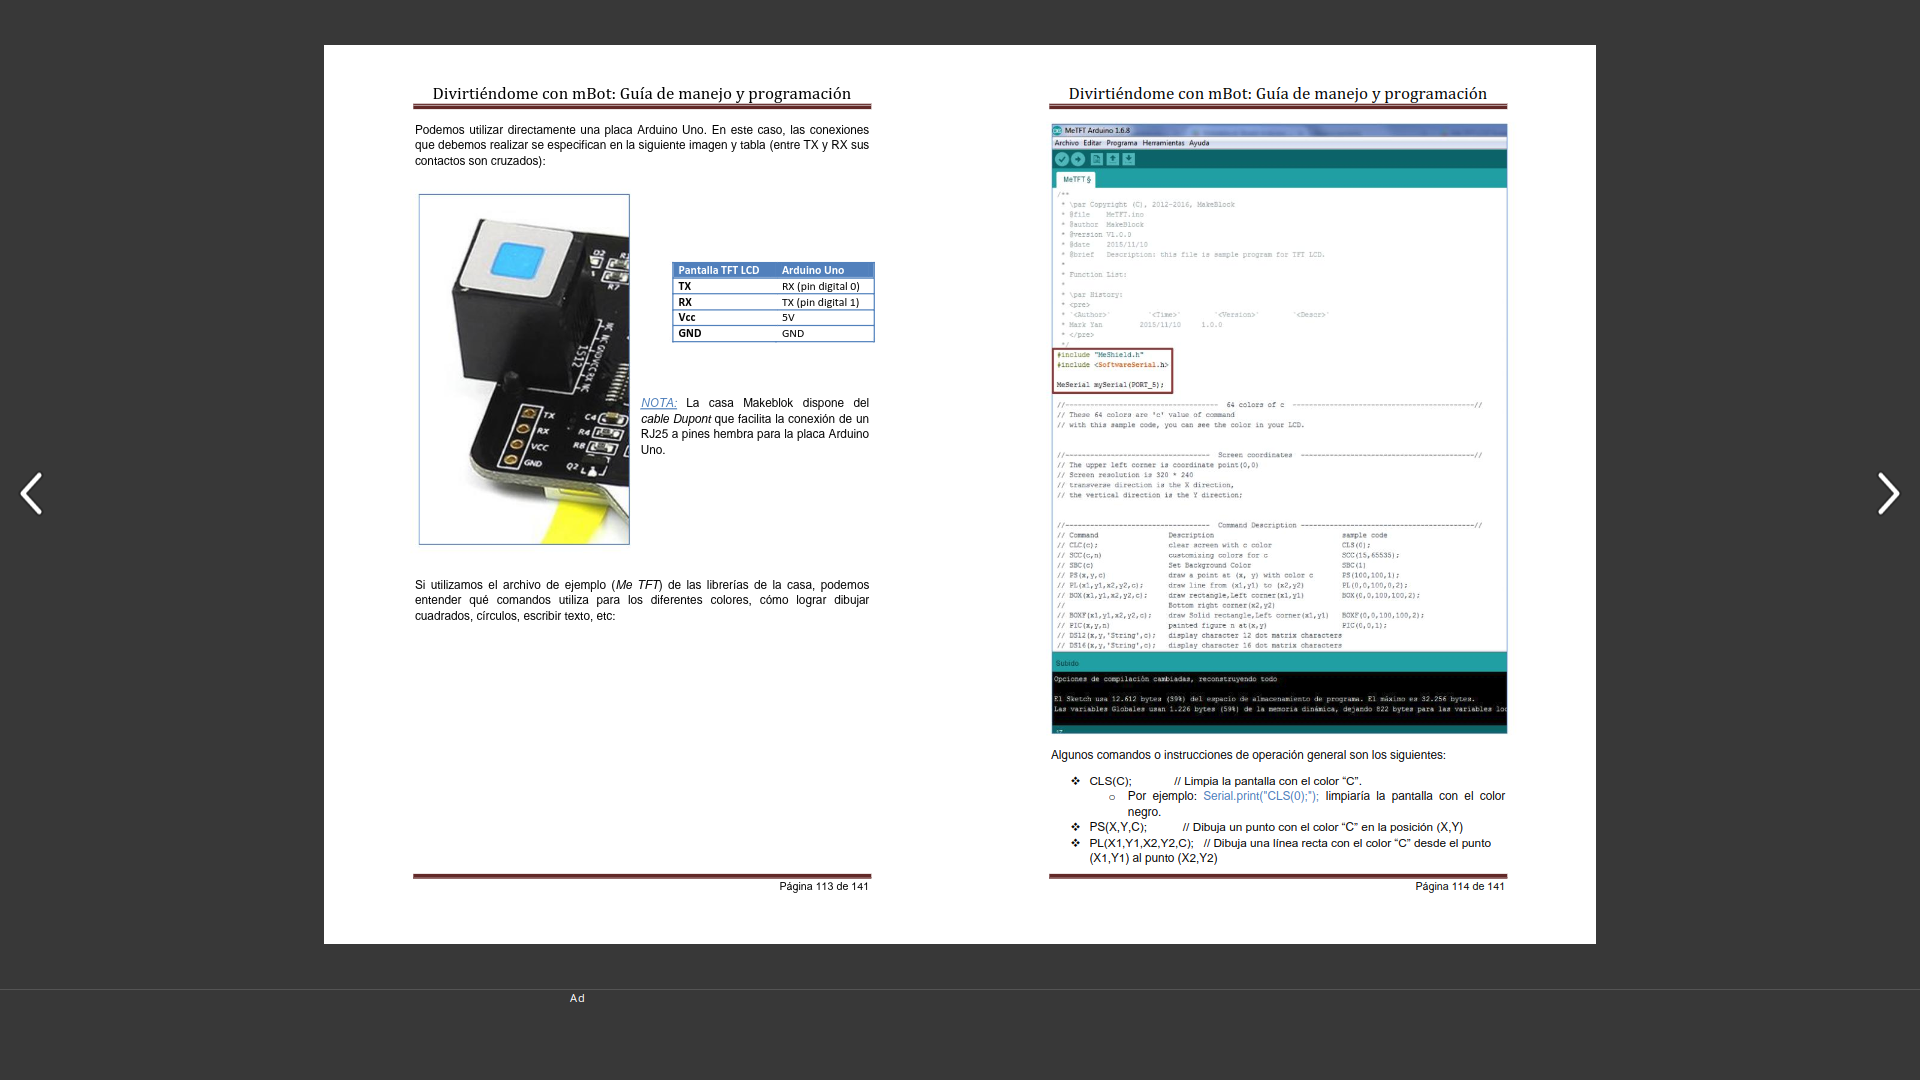 Divirtiéndome con mBot: Guía de manejo y programación
Podemos utilizar directamente una placa Arduino Uno. En este caso, las conexiones
que debemos realizar se especifican en la siguiente imagen y tabla (entre TX y RX sus
contactos son cruzados):
TX
RX
VCC
GND
C4
R4
R8
Q2
R7
Pantalla TFT LCD Arduino Uno
TX RX (pin digital 0)
RX TX (pin digital 1)
Vcc 5V
GND GND
NOTA: La casa Makeblok dispone del
cable Dupont que facilita la conexión de un
RJ25 a pines hembra para la placa Arduino
Uno.
Si utilizamos el archivo de ejemplo (Me TFT) de las librerías de la casa, podemos
entender qué comandos utiliza para los diferentes colores, cómo lograr dibujar
cuadrados, círculos, escribir texto, etc:
Página 113 de 141
Divirtiéndome con mBot: Guía de manejo y programación
MeTFT Arduino 1.6.8
Archivo Editar Programa Herramientas Ayuda
MeTFT §
/**
* \par Copyright (C), 2012-2016, MakeBlock
* @file MeTFT.ino
* @author MakeBlock
* @version V1.0.0
* @date 2015/11/10
* @brief Description: this file is sample program for TFT LCD.
*
* Function List:
*
* \par History:
* <pre>
* `<Author>` `<Time>` `<Version>` `<Descr>`
* Mark Yan 2015/11/10 1.0.0
* </pre>
*/
#include "MeShield.h"
#include <SoftwareSerial.h>
MeSerial mySerial(PORT_5);
//----------------------------------- 64 colors of c ------------------------------------------//
// These 64 colors are 'c' value of command
// with this sample code, you can see the color in your LCD.
//--------------------------------- Screen coordinates ----------------------------------------//
// The upper left corner is coordinate point(0,0)
// Screen resolution is 320 * 240
// transverse direction is the X direction,
// the vertical direction is the Y direction;
//--------------------------------- Command Description ----------------------------------------//
// Command Description sample code
// CLC(c); clear screen with c color CLS(0);
// SCC(c,n) customizing colors for c SCC(15,65535);
// SBC(c) Set Background Color SBC(1)
// PS(x,y,c) draw a point at (x, y) with color c PS(100,100,1);
// PL(x1,y1,x2,y2,c); draw line from (x1,y1) to (x2,y2) PL(0,0,100,0,2);
// BOX(x1,y1,x2,y2,c); draw rectangle,Left corner(x1,y1) BOX(0,0,100,100,2);
// Bottom right corner(x2,y2)
// BOXF(x1,y1,x2,y2,c); draw Solid rectangle,Left corner(x1,y1) BOXF(0,0,100,100,2);
// PIC(x,y,n) painted figure n at(x,y) PIC(0,0,1);
// DS12(x,y,'String',c); display character 12 dot matrix characters
// DS16(x,y,'String',c); display character 16 dot matrix characters
Subido
Opciones de compilación cambiadas, reconstruyendo todo
El Sketch usa 12.612 bytes (39%) del espacio de almacenamiento de programa. El máximo es 32.256 bytes.
Las variables Globales usan 1.226 bytes (59%) de la memoria dinámica, dejando 822 bytes para las variables loc
Algunos comandos o instrucciones de operación general son los siguientes:
❖ CLS(C); // Limpia la pantalla con el color “C”.
o Por ejemplo: Serial.print("CLS(0);"); limpiaría la pantalla con el color
negro.
❖ PS(X,Y,C); // Dibuja un punto con el color “C” en la posición (X,Y)
❖ PL(X1,Y1,X2,Y2,C); // Dibuja una línea recta con el color “C” desde el punto
(X1,Y1) al punto (X2,Y2)
Página 114 de 141
Ad